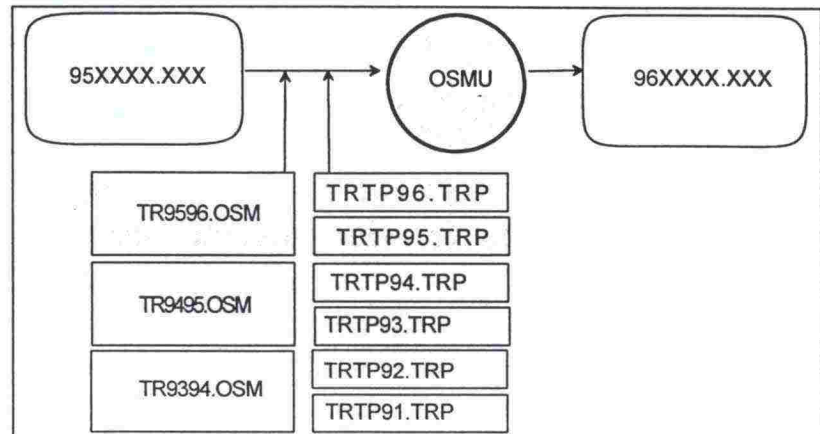 95XXXX.XXX
OSMU
96XXXX.XXX
TR9596.OSM
TR9495.OSM
TR9394.OSM
TRTP96.TRP
TRTP95.TRP
TRTP94.TRP
TRTP93.TRP
TRTP92.TRP
TRTP91.TRP